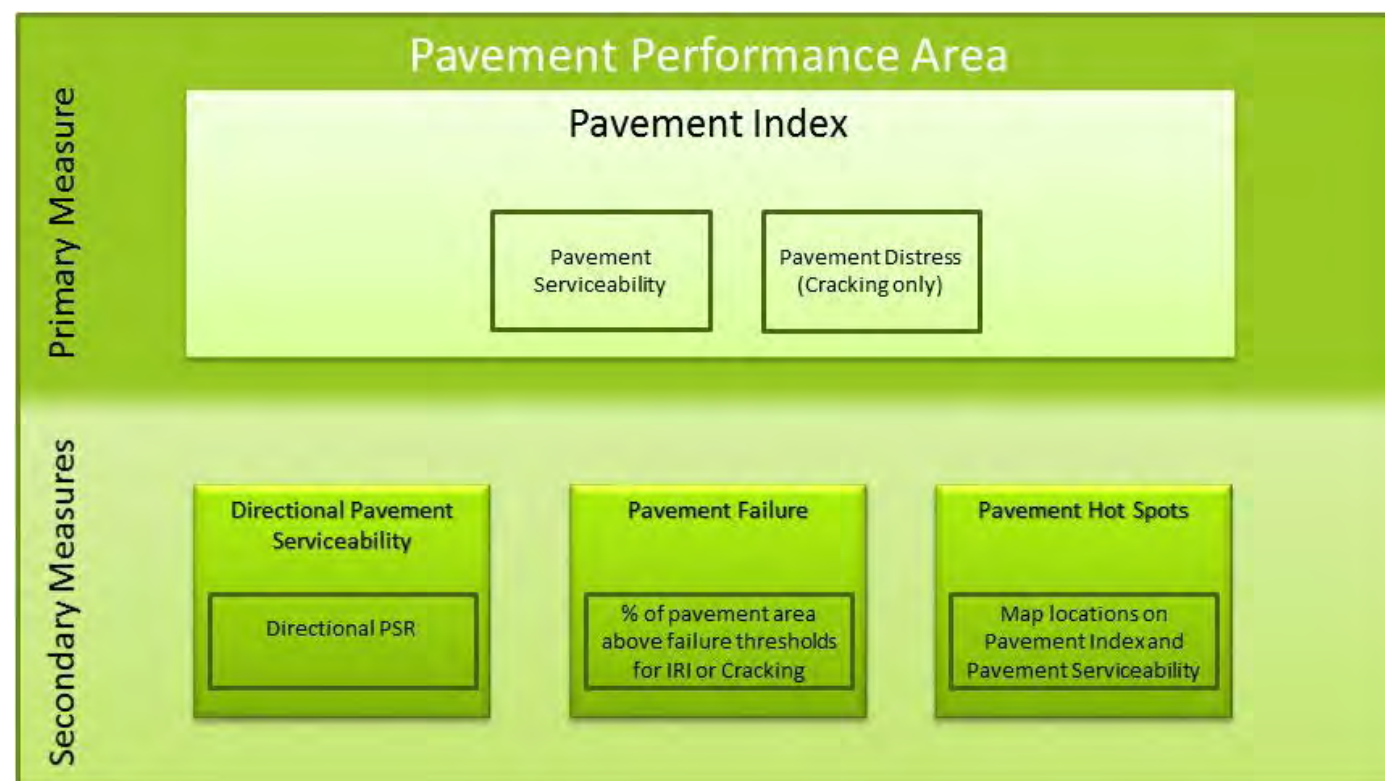 Pavement Performance Area
Primary Measure
Pavement Index
Pavement
Serviceability
Pavement Distress
(Cracking only)
Secondary Measures
Directional Pavement
Serviceability
Directional PSR
Pavement Failure
% of pavement area
above failure thresholds
for IRI or Cracking
Pavement Hot Spots
Map locations on
Pavement Index and
Pavement Serviceability